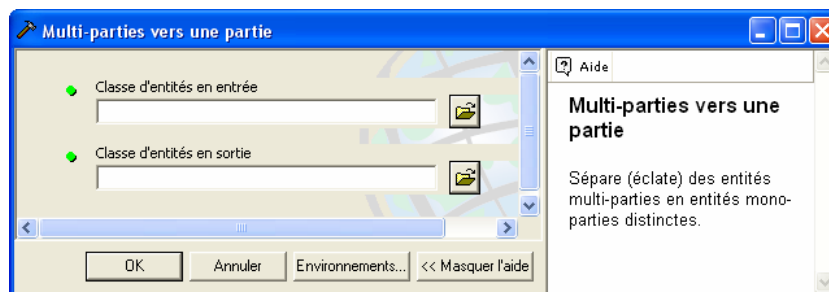 Multi-parties vers une partie
Classe d'entités en entrée
Classe d'entités en sortie
OK
Annuler
Environnements...
<< Masquer l'aide
Aide
Multi-parties vers une
partie
Sépare (éclate) des entités
multi-parties en entités mono-
parties distinctes.